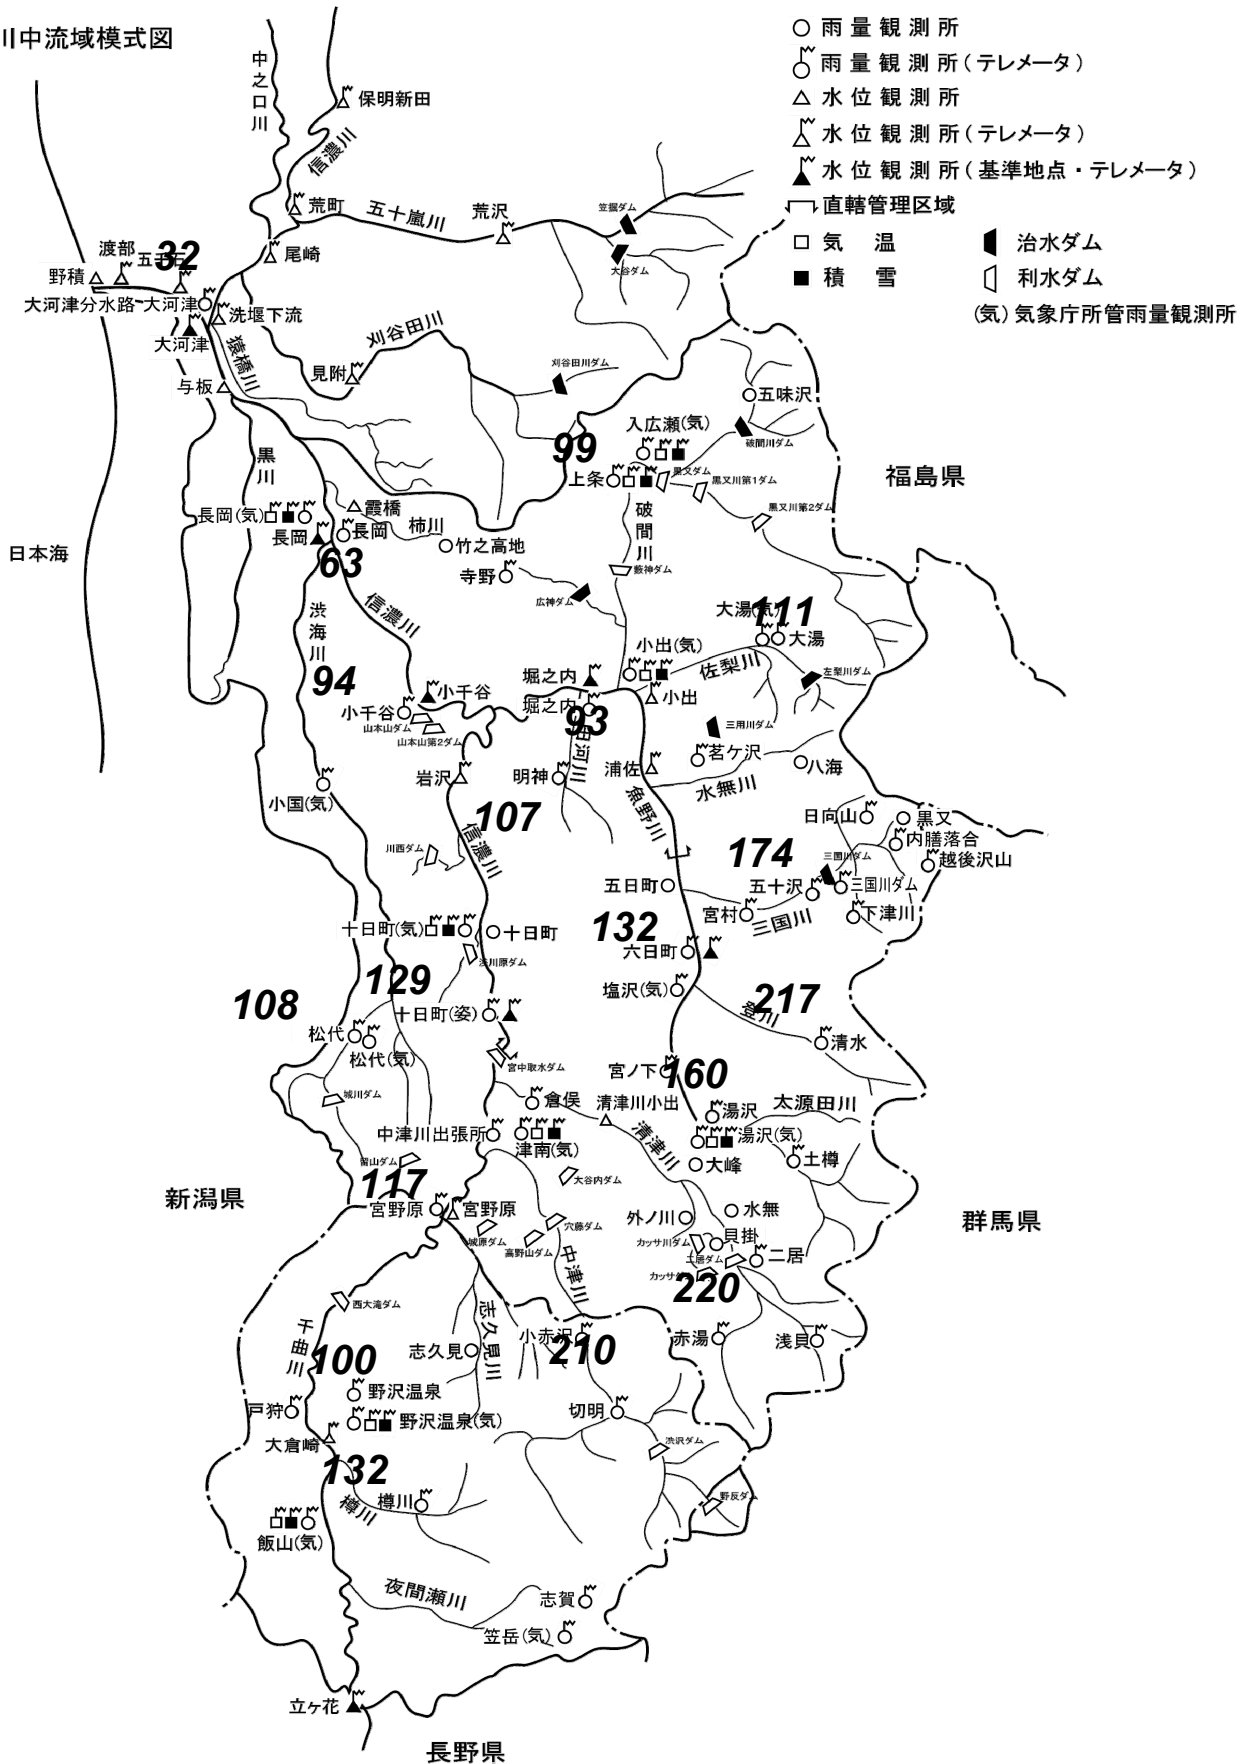 川中流域模式図
雨量観測所
雨量観測所(テレメータ)
水位観測所
水位観測所(テレメータ)
水位観測所(基準地点・テレメータ)
直轄管理区域
気 温
治水ダム
積 雪
利水ダム
(気)気象庁所管雨量観測所
中之口川
保明新田
信濃川
荒町
五十嵐川
荒沢
笠掘ダム
大谷ダム
渡部
32
尾崎
野積
大河津分水路
大河津
洗堰下流
大河津
猿橋川
刈谷田川
見附
刈谷田川ダム
与板
五味沢
入広瀬(気)
破間川ダム
99
上条
黒又ダム
黒又川第1ダム
黒又川第2ダム
福島県
黒川
破間川
長岡(気)
霞橋
長岡
長岡
柿川
竹之高地
日本海
63
寺野
藪神ダム
広神ダム
渋海川
信濃川
大湯(気)
111
大湯
小出(気)
佐梨川
左梨川ダム
94
堀之内
小千谷
小千谷
堀之内
小出
93
山本山ダム
山本山第2ダム
三用川ダム
田河川
茗ケ沢
岩沢
明神
浦佐
八海
水無川
小国(気)
魚野川
107
信濃川
日向山
黒又
内膳落合
174
三国川ダム
越後沢山
川西ダム
五日町
五十沢
三国川ダム
宮村
三国川
下津川
十日町(気)
十日町
132
六日町
浅川原ダム
129
塩沢(気)
217
108
登川
十日町(姿)
松代
松代(気)
清水
宮中取水ダム
宮ノ下
160
城川ダム
倉俣
清津川小出
湯沢
太源田川
中津川出張所
津南(気)
清津川
湯沢(気)
大峰
土樽
大谷内ダム
117
新潟県
宮野原
宮野原
穴藤ダム
外ノ川
水無
群馬県
城原ダム
高野山ダム
カッサ川ダム
貝掛
二居ダム
二居
中津川
220
西大滝ダム
千曲川
志久見川
小赤沢
210
赤湯
浅貝
100
志久見
野沢温泉
戸狩
野沢温泉(気)
切明
大倉崎
渋沢ダム
132
樽川
樽川
野反ダム
飯山(気)
夜間瀬川
志賀
笠岳(気)
立ヶ花
長野県